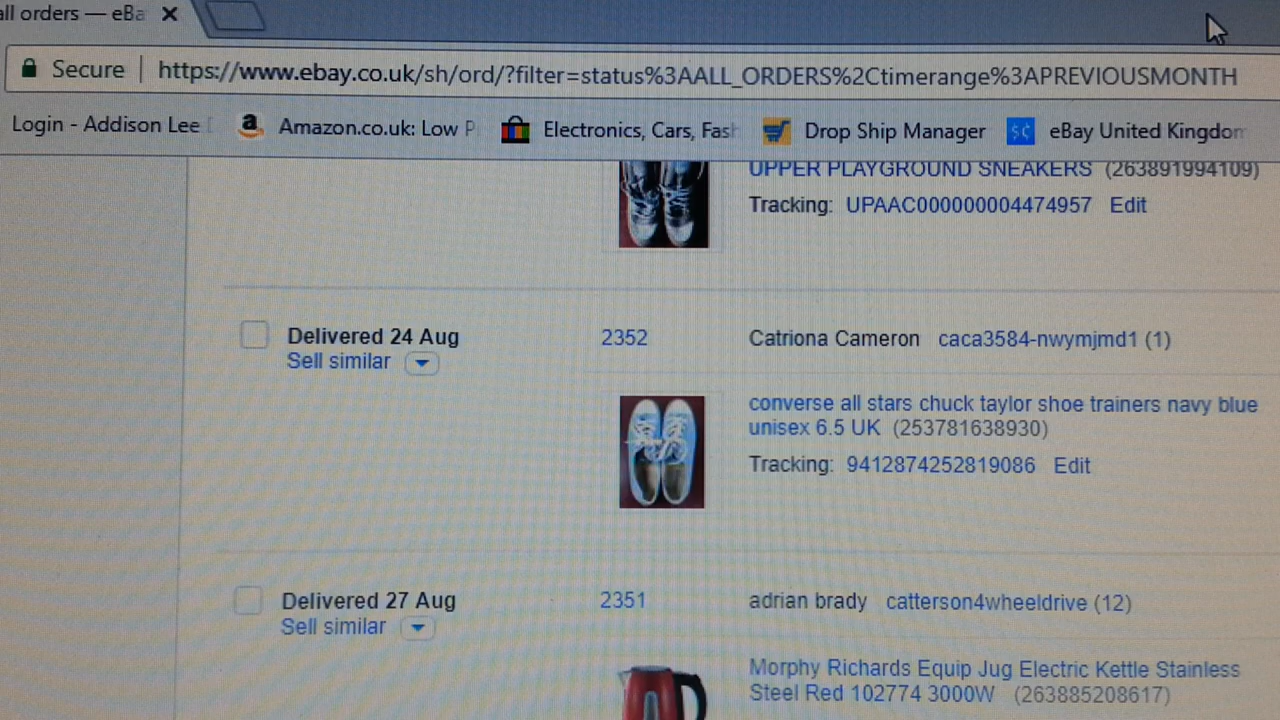 all orders — eBa
Secure https://www.ebay.co.uk/sh/ord/?filter=status%3AALL_ORDERS%2Ctimerange%3APREVIOUSMONTH
Login - Addison Lee
Amazon.co.uk: Low P
Electronics, Cars, Fash
Drop Ship Manager
eBay United Kingdom
UPPER PLAYGROUND SNEAKERS (263891994109)
Tracking: UPAAC000000004474957 Edit
Delivered 24 Aug 2352 Catriona Cameron caca3584-nwymjmd1 (1)
Sell similar
converse all stars chuck taylor shoe trainers navy blue
unisex 6.5 UK (253781638930)
Tracking: 9412874252819086 Edit
Delivered 27 Aug 2351 adrian brady catterson4wheeldrive (12)
Sell similar
Morphy Richards Equip Jug Electric Kettle Stainless
Steel Red 102774 3000W (263885208617)